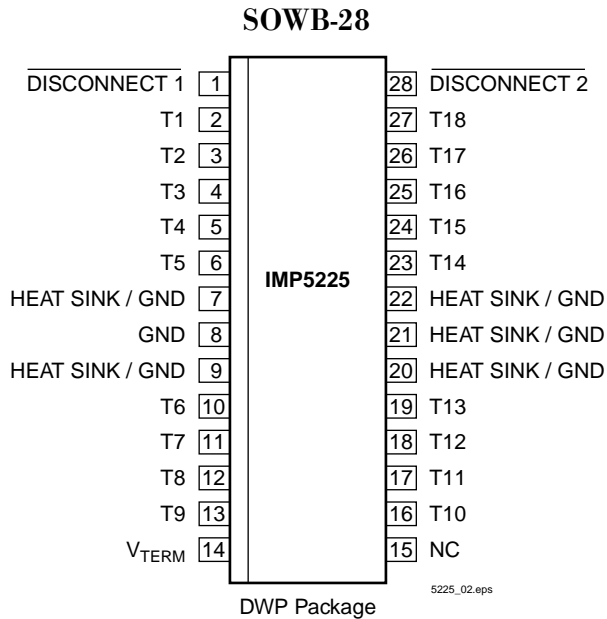 SOWB-28
DISCONNECT 1 1 28 DISCONNECT 2
T1 2 27 T18
T2 3 26 T17
T3 4 25 T16
T4 5 24 T15
T5 6 23 T14
IMP5225
HEAT SINK / GND 7 22 HEAT SINK / GND
GND 8 21 HEAT SINK / GND
HEAT SINK / GND 9 20 HEAT SINK / GND
T6 10 19 T13
T7 11 18 T12
T8 12 17 T11
T9 13 16 T10
VTERM 14 15 NC
5225_02.eps
DWP Package